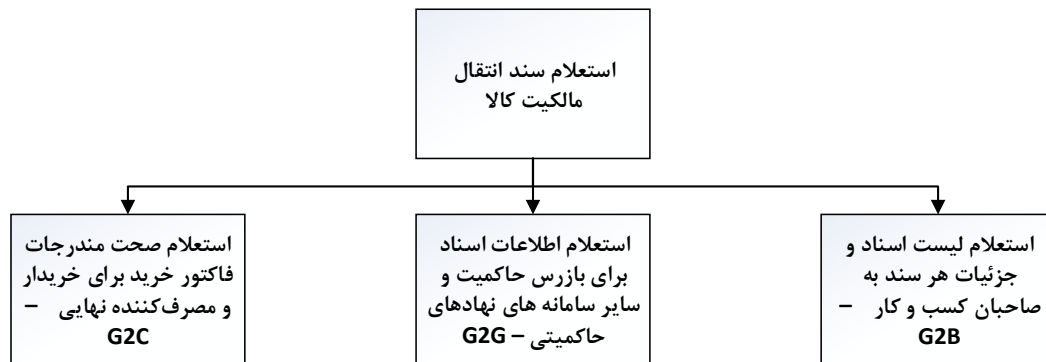 استعلام سند انتقال
مالکیت کالا
استعلام لیست اسناد و
جزئیات هر سند به
صاحبان کسب و کار –
G2B
استعلام اطلاعات اسناد
برای بازرس حاکمیت و
سایر سامانه های نهادهای
حاکمیتی – G2G
استعلام صحت مندرجات
فاکتور خرید برای خریدار
و مصرف‌کننده نهایی –
G2C